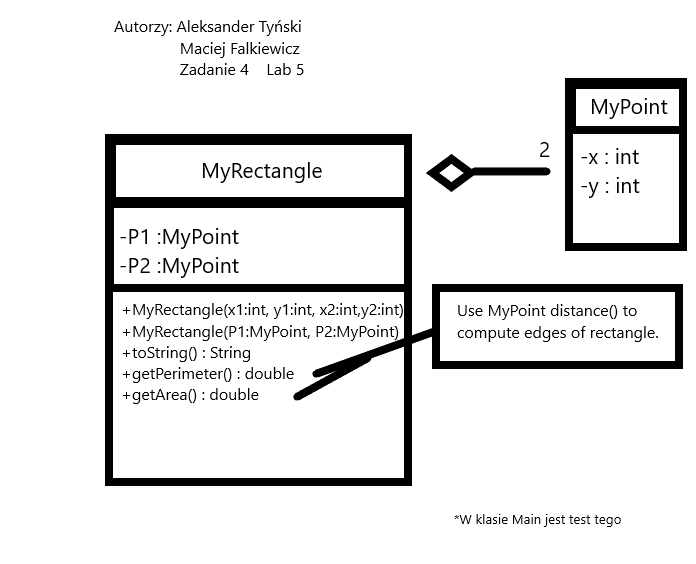 Autorzy: Aleksander Tyński
Maciej Falkiewicz
Zadanie 4 Lab 5
MyPoint
-x : int
-y : int
2
MyRectangle
-P1 :MyPoint
-P2 :MyPoint
+MyRectangle(x1:int, y1:int, x2:int,y2:int)
+MyRectangle(P1:MyPoint, P2:MyPoint)
+toString() : String
+getPerimeter() : double
+getArea() : double
Use MyPoint distance() to
compute edges of rectangle.
*W klasie Main jest test tego